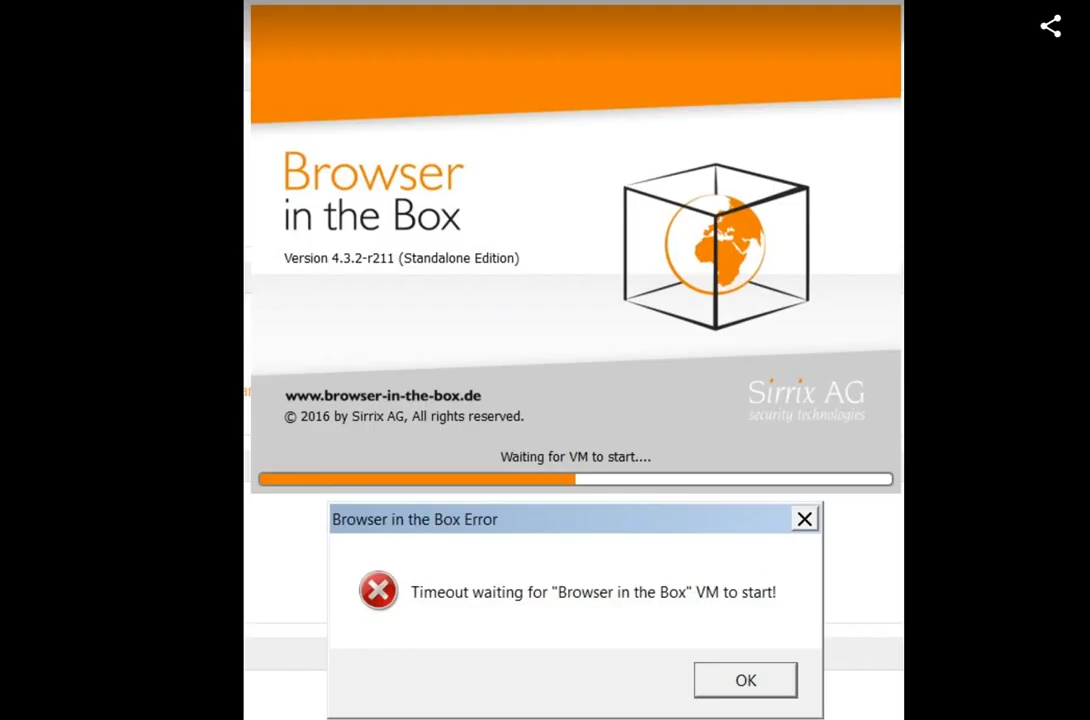 Browser
in the Box
Version 4.3.2-r211 (Standalone Edition)
www.browser-in-the-box.de
© 2016 by Sirrix AG, All rights reserved.
Sirrix AG
security technologies
Waiting for VM to start....
Browser in the Box Error
Timeout waiting for "Browser in the Box" VM to start!
OK